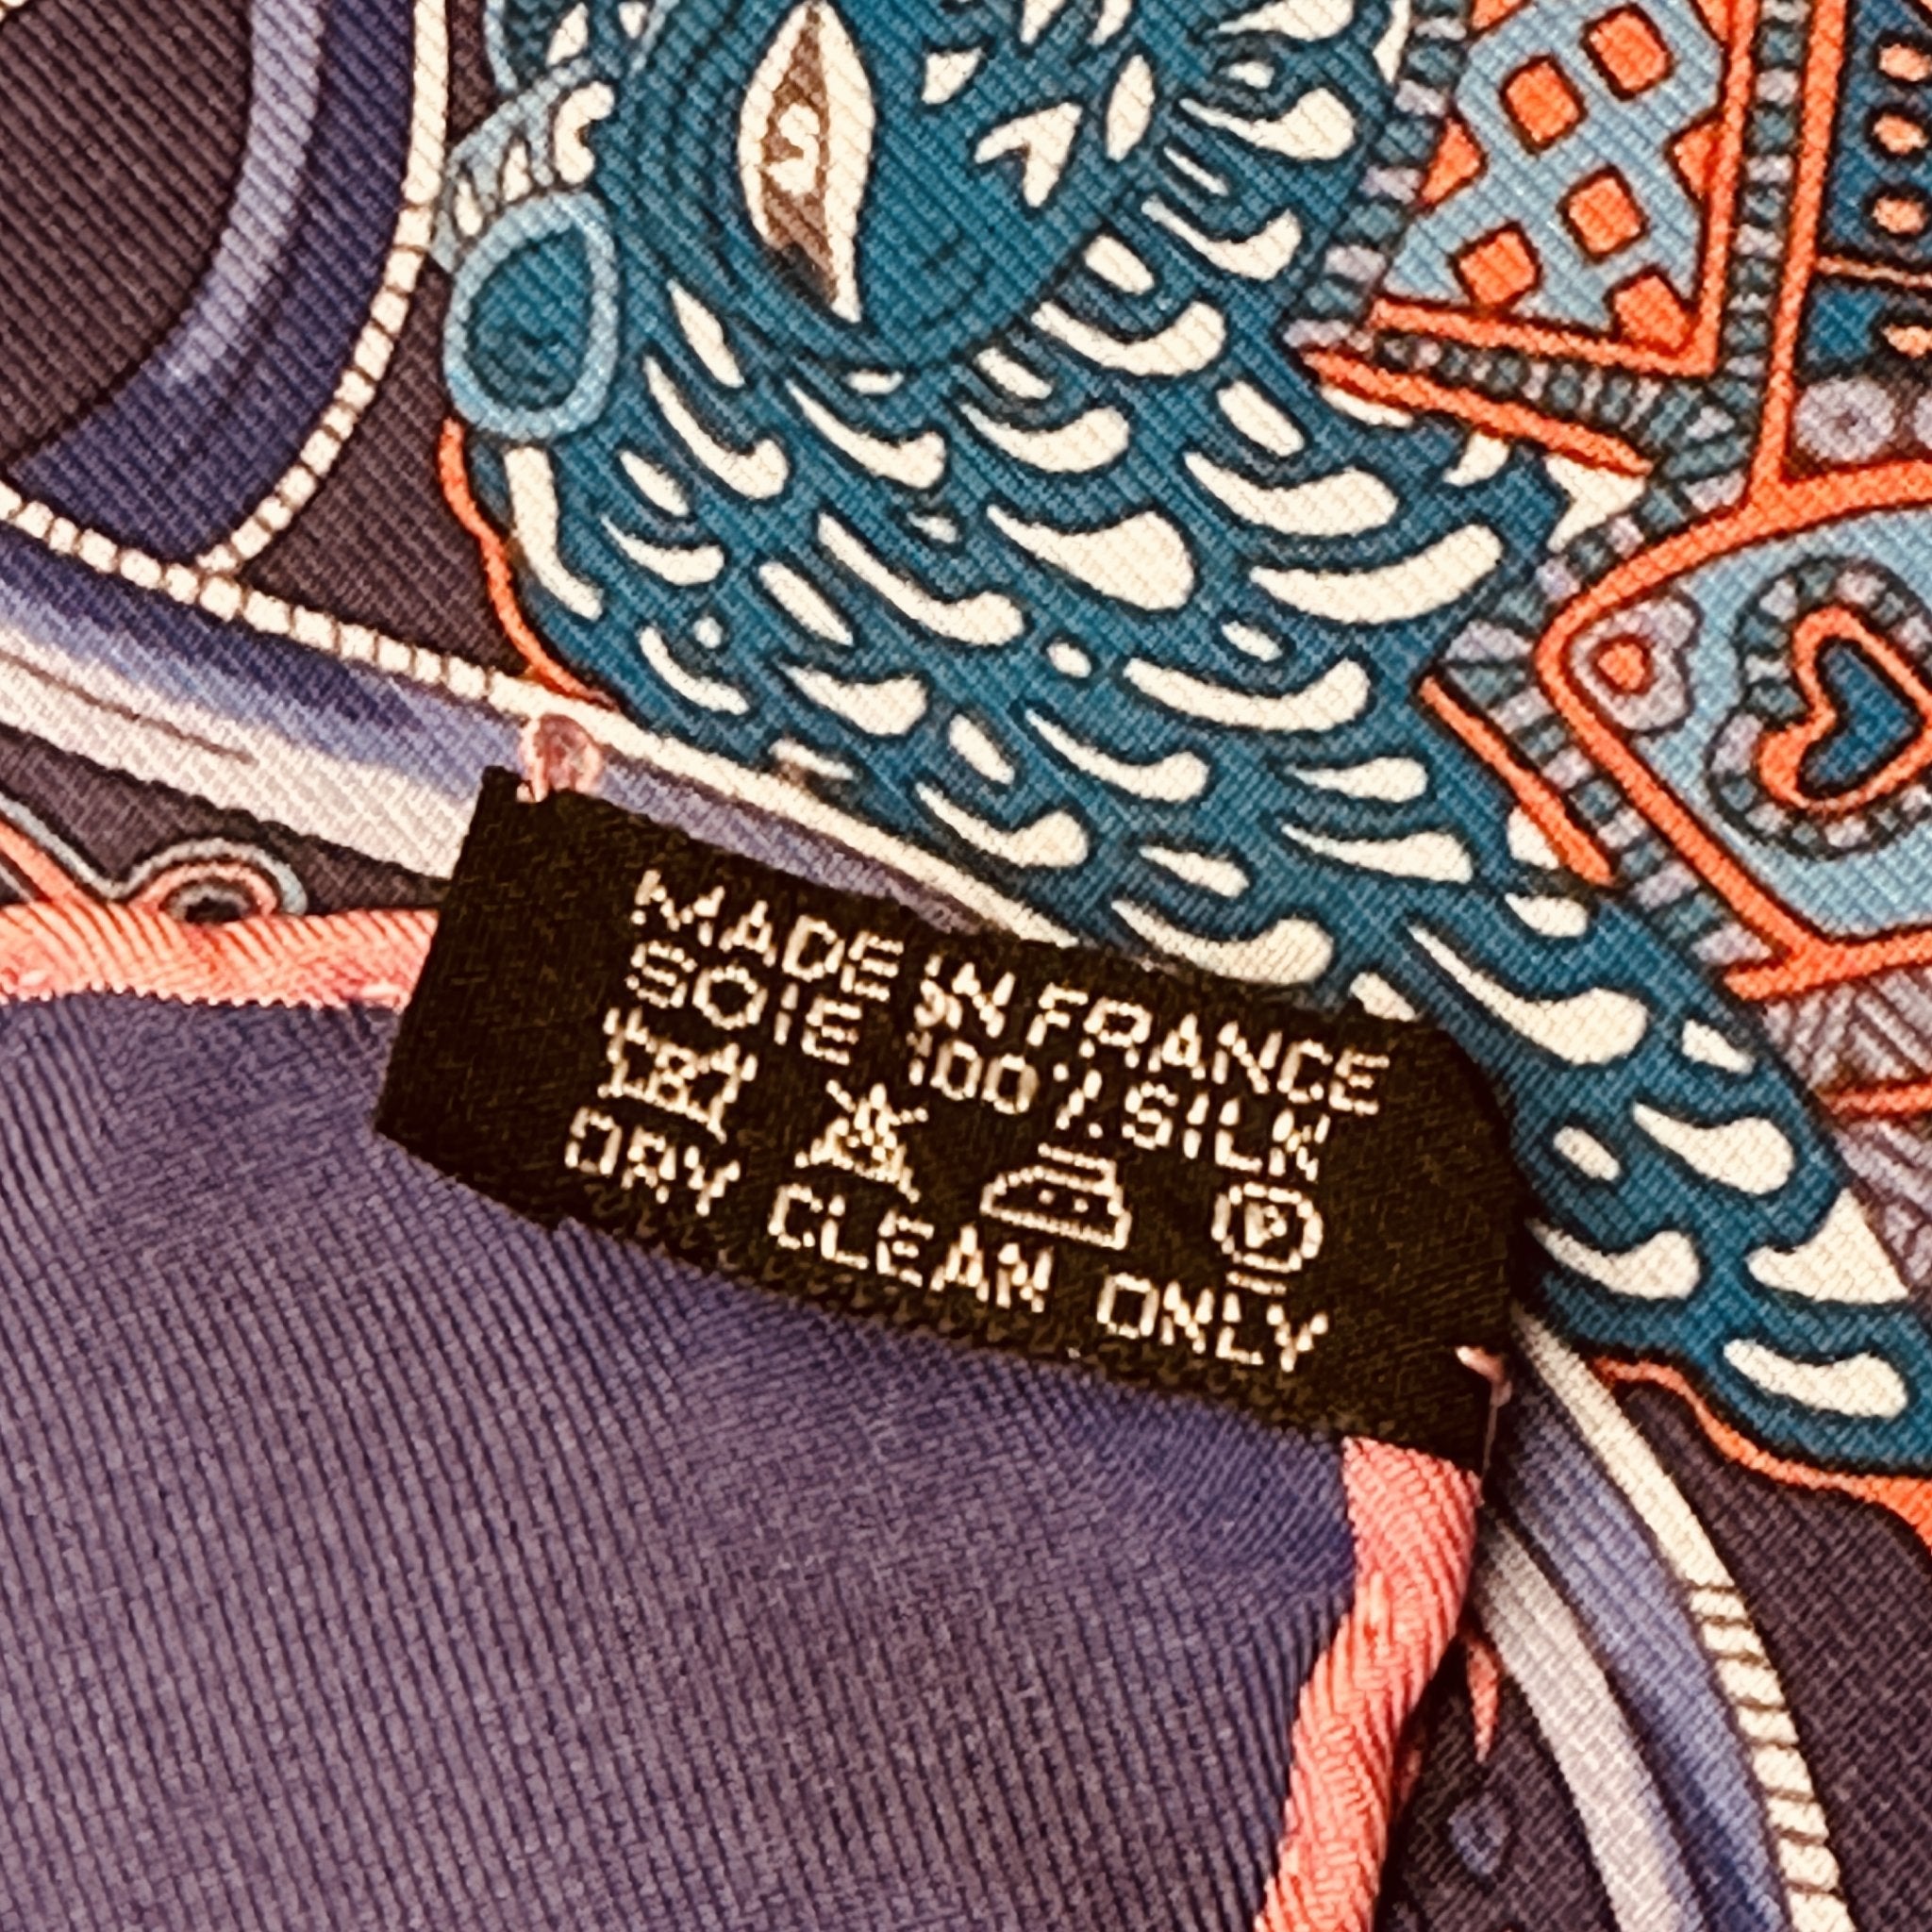 MADE IN FRANCE
SOIE 100% SILK
P
DRY CLEAN ONLY